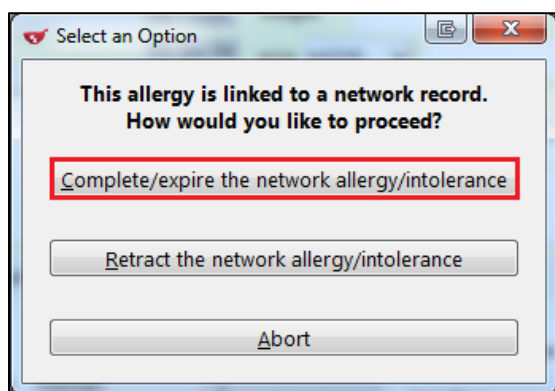 Select an Option
This allergy is linked to a network record.
How would you like to proceed?
Complete/expire the network allergy/intolerance
Retract the network allergy/intolerance
Abort